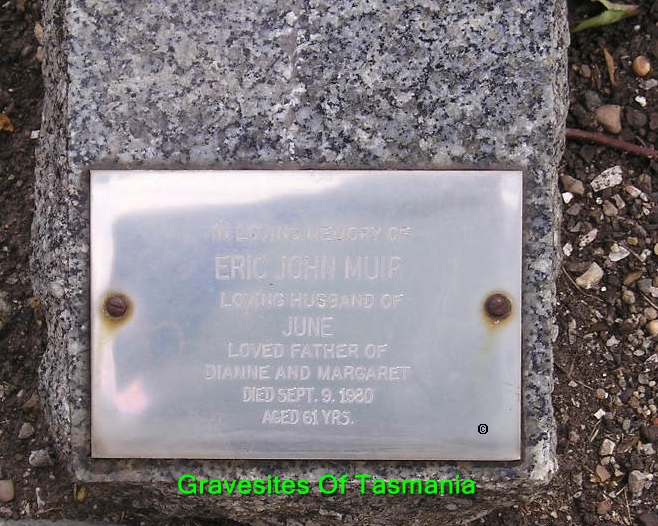 IN LOVING MEMORY OF
ERIC JOHN MUIR
LOVING HUSBAND OF
JUNE
LOVED FATHER OF
DIANNE AND MARGARET
DIED SEPT. 9. 1980
AGED 61 YRS.
©
Gravesites Of Tasmania